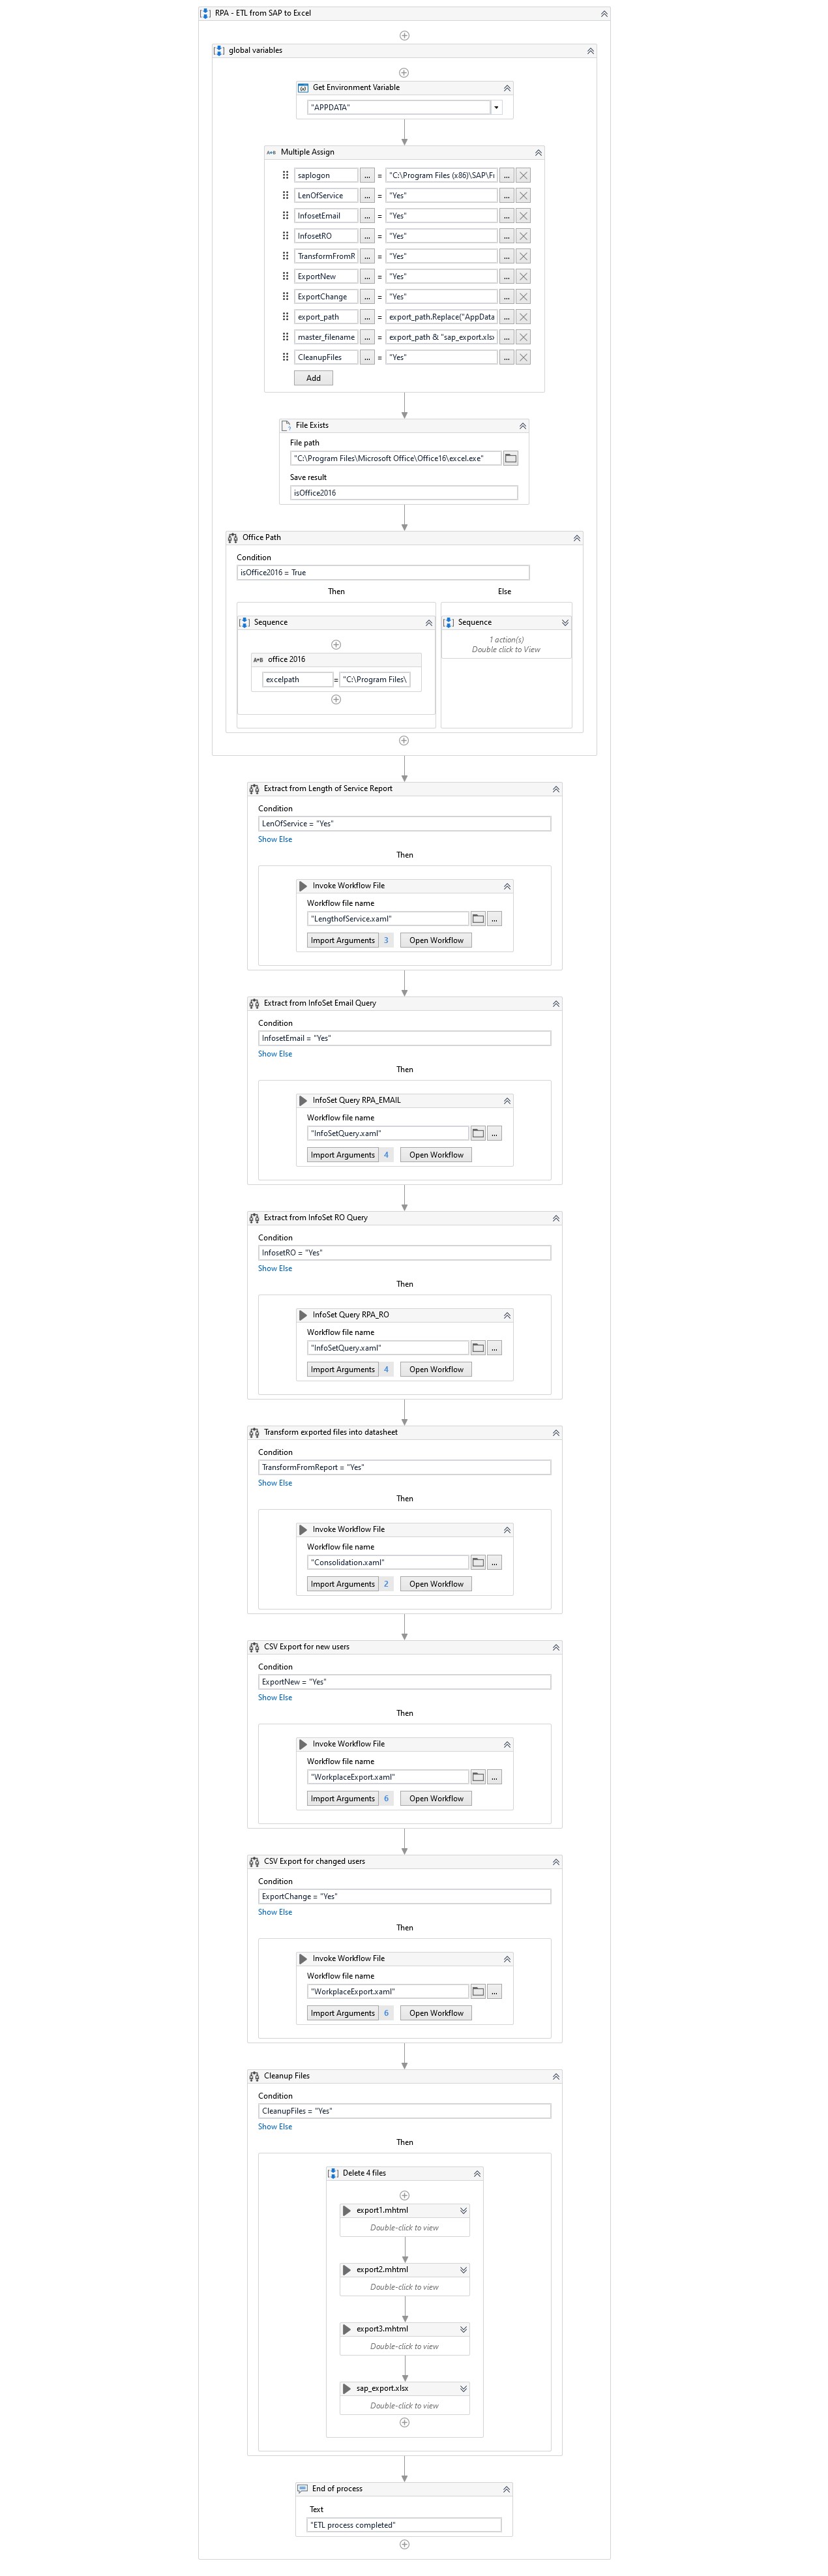 RPA - ETL from SAP to Excel
global variables
Get Environment Variable
"APPDATA"
Multiple Assign
saplogon ... = "C:\Program Files (x86)\SAP\Fr ...
LenOfService ... = "Yes" ...
InfosetEmail ... = "Yes" ...
InfosetRO ... = "Yes" ...
TransformFromR ... = "Yes" ...
ExportNew ... = "Yes" ...
ExportChange ... = "Yes" ...
export_path ... = export_path.Replace("AppData ...
master_filename ... = export_path & "sap_export.xlsx ...
CleanupFiles ... = "Yes" ...
Add
File Exists
File path
"C:\Program Files\Microsoft Office\Office16\excel.exe"
Save result
isOffice2016
Office Path
Condition
isOffice2016 = True
Then Else
Sequence
office 2016
A+B
excelpath = "C:\Program Files\
Sequence
1 action(s)
Double click to View
Extract from Length of Service Report
Condition
LenOfService = "Yes"
Show Else
Then
Invoke Workflow File
Workflow file name
"LengthofService.xaml" ...
Import Arguments 3 Open Workflow
Extract from InfoSet Email Query
Condition
InfosetEmail = "Yes"
Show Else
Then
InfoSet Query RPA_EMAIL
Workflow file name
"InfoSetQuery.xaml" ...
Import Arguments 4 Open Workflow
Extract from InfoSet RO Query
Condition
InfosetRO = "Yes"
Show Else
Then
InfoSet Query RPA_RO
Workflow file name
"InfoSetQuery.xaml" ...
Import Arguments 4 Open Workflow
Transform exported files into datasheet
Condition
TransformFromReport = "Yes"
Show Else
Then
Invoke Workflow File
Workflow file name
"Consolidation.xaml" ...
Import Arguments 2 Open Workflow
CSV Export for new users
Condition
ExportNew = "Yes"
Show Else
Then
Invoke Workflow File
Workflow file name
"WorkplaceExport.xaml" ...
Import Arguments 6 Open Workflow
CSV Export for changed users
Condition
ExportChange = "Yes"
Show Else
Then
Invoke Workflow File
Workflow file name
"WorkplaceExport.xaml" ...
Import Arguments 6 Open Workflow
Cleanup Files
Condition
CleanupFiles = "Yes"
Show Else
Then
Delete 4 files
export1.mhtml
Double-click to view
export2.mhtml
Double-click to view
export3.mhtml
Double-click to view
sap_export.xlsx
Double-click to view
End of process
Text
"ETL process completed"